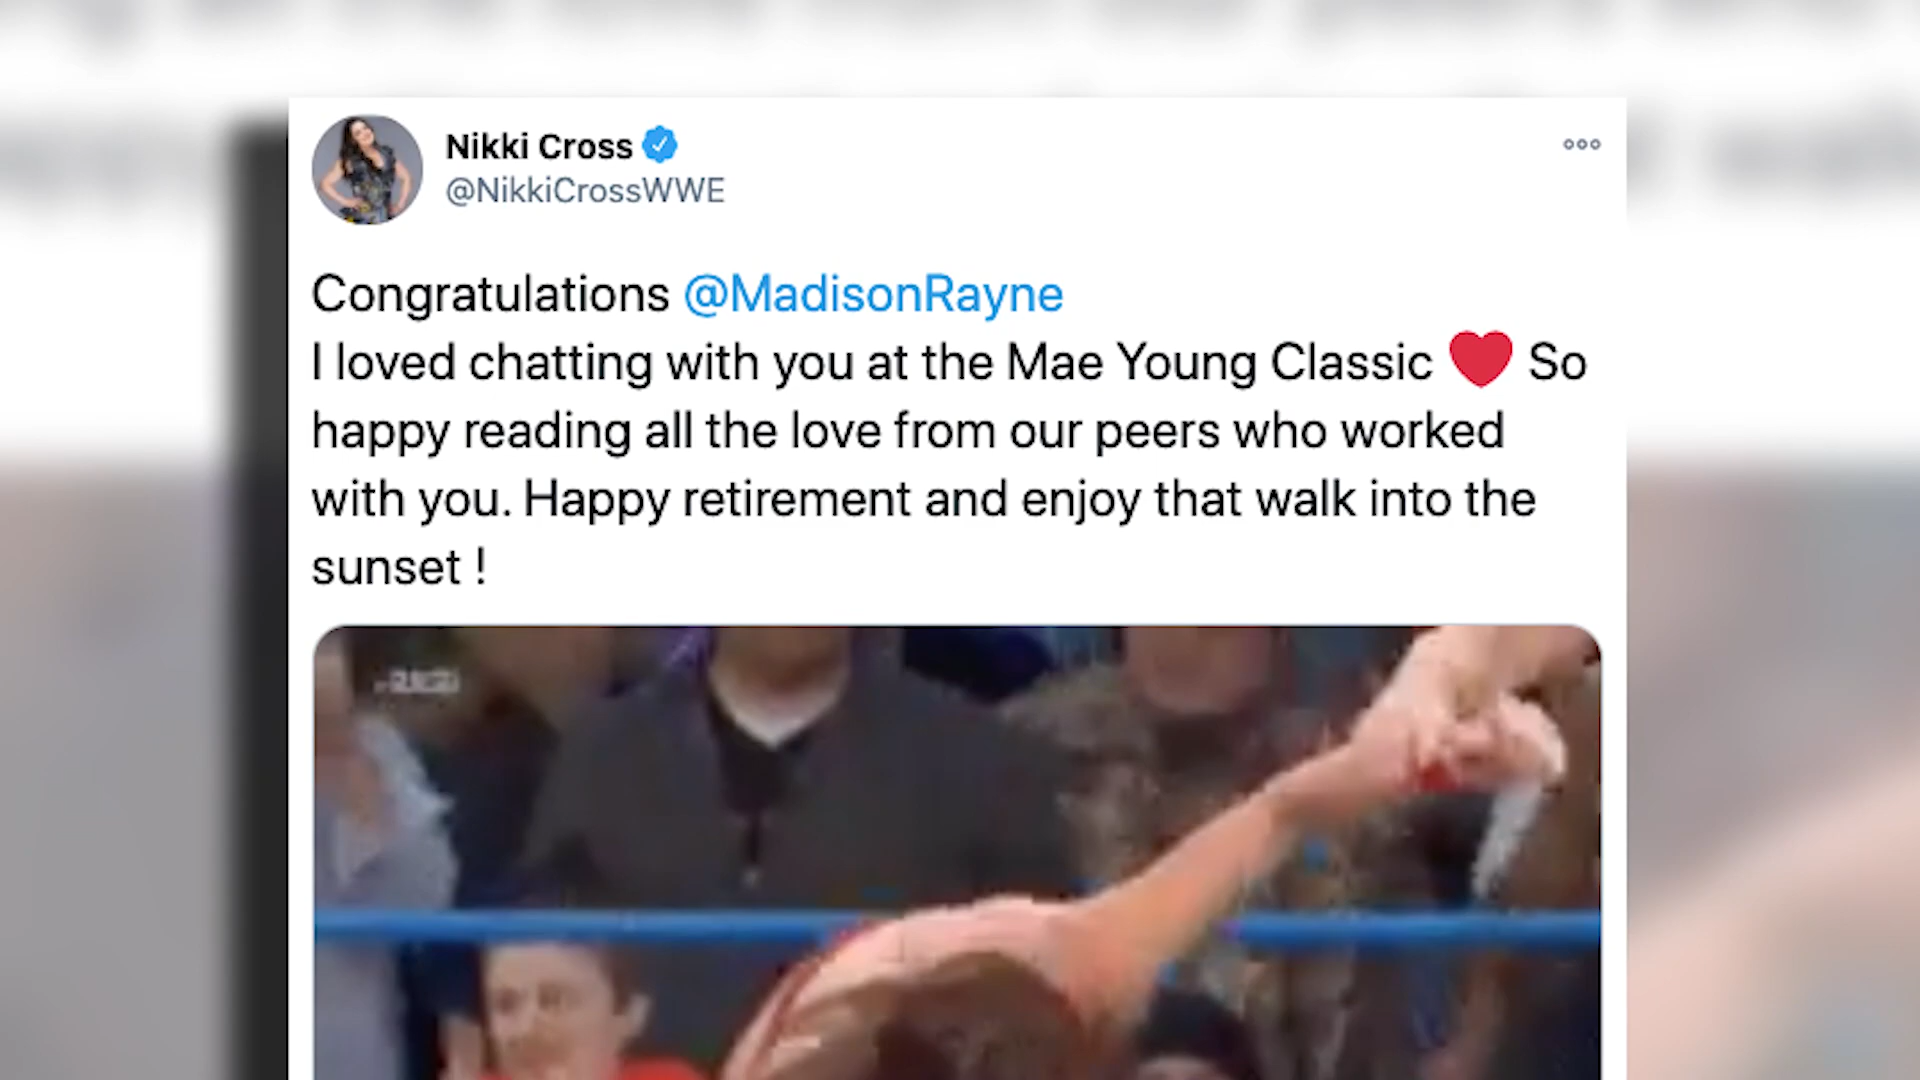 Nikki Cross
@NikkiCrossWWE
Congratulations @MadisonRayne
I loved chatting with you at the Mae Young Classic ❤️ So
happy reading all the love from our peers who worked
with you. Happy retirement and enjoy that walk into the
sunset !